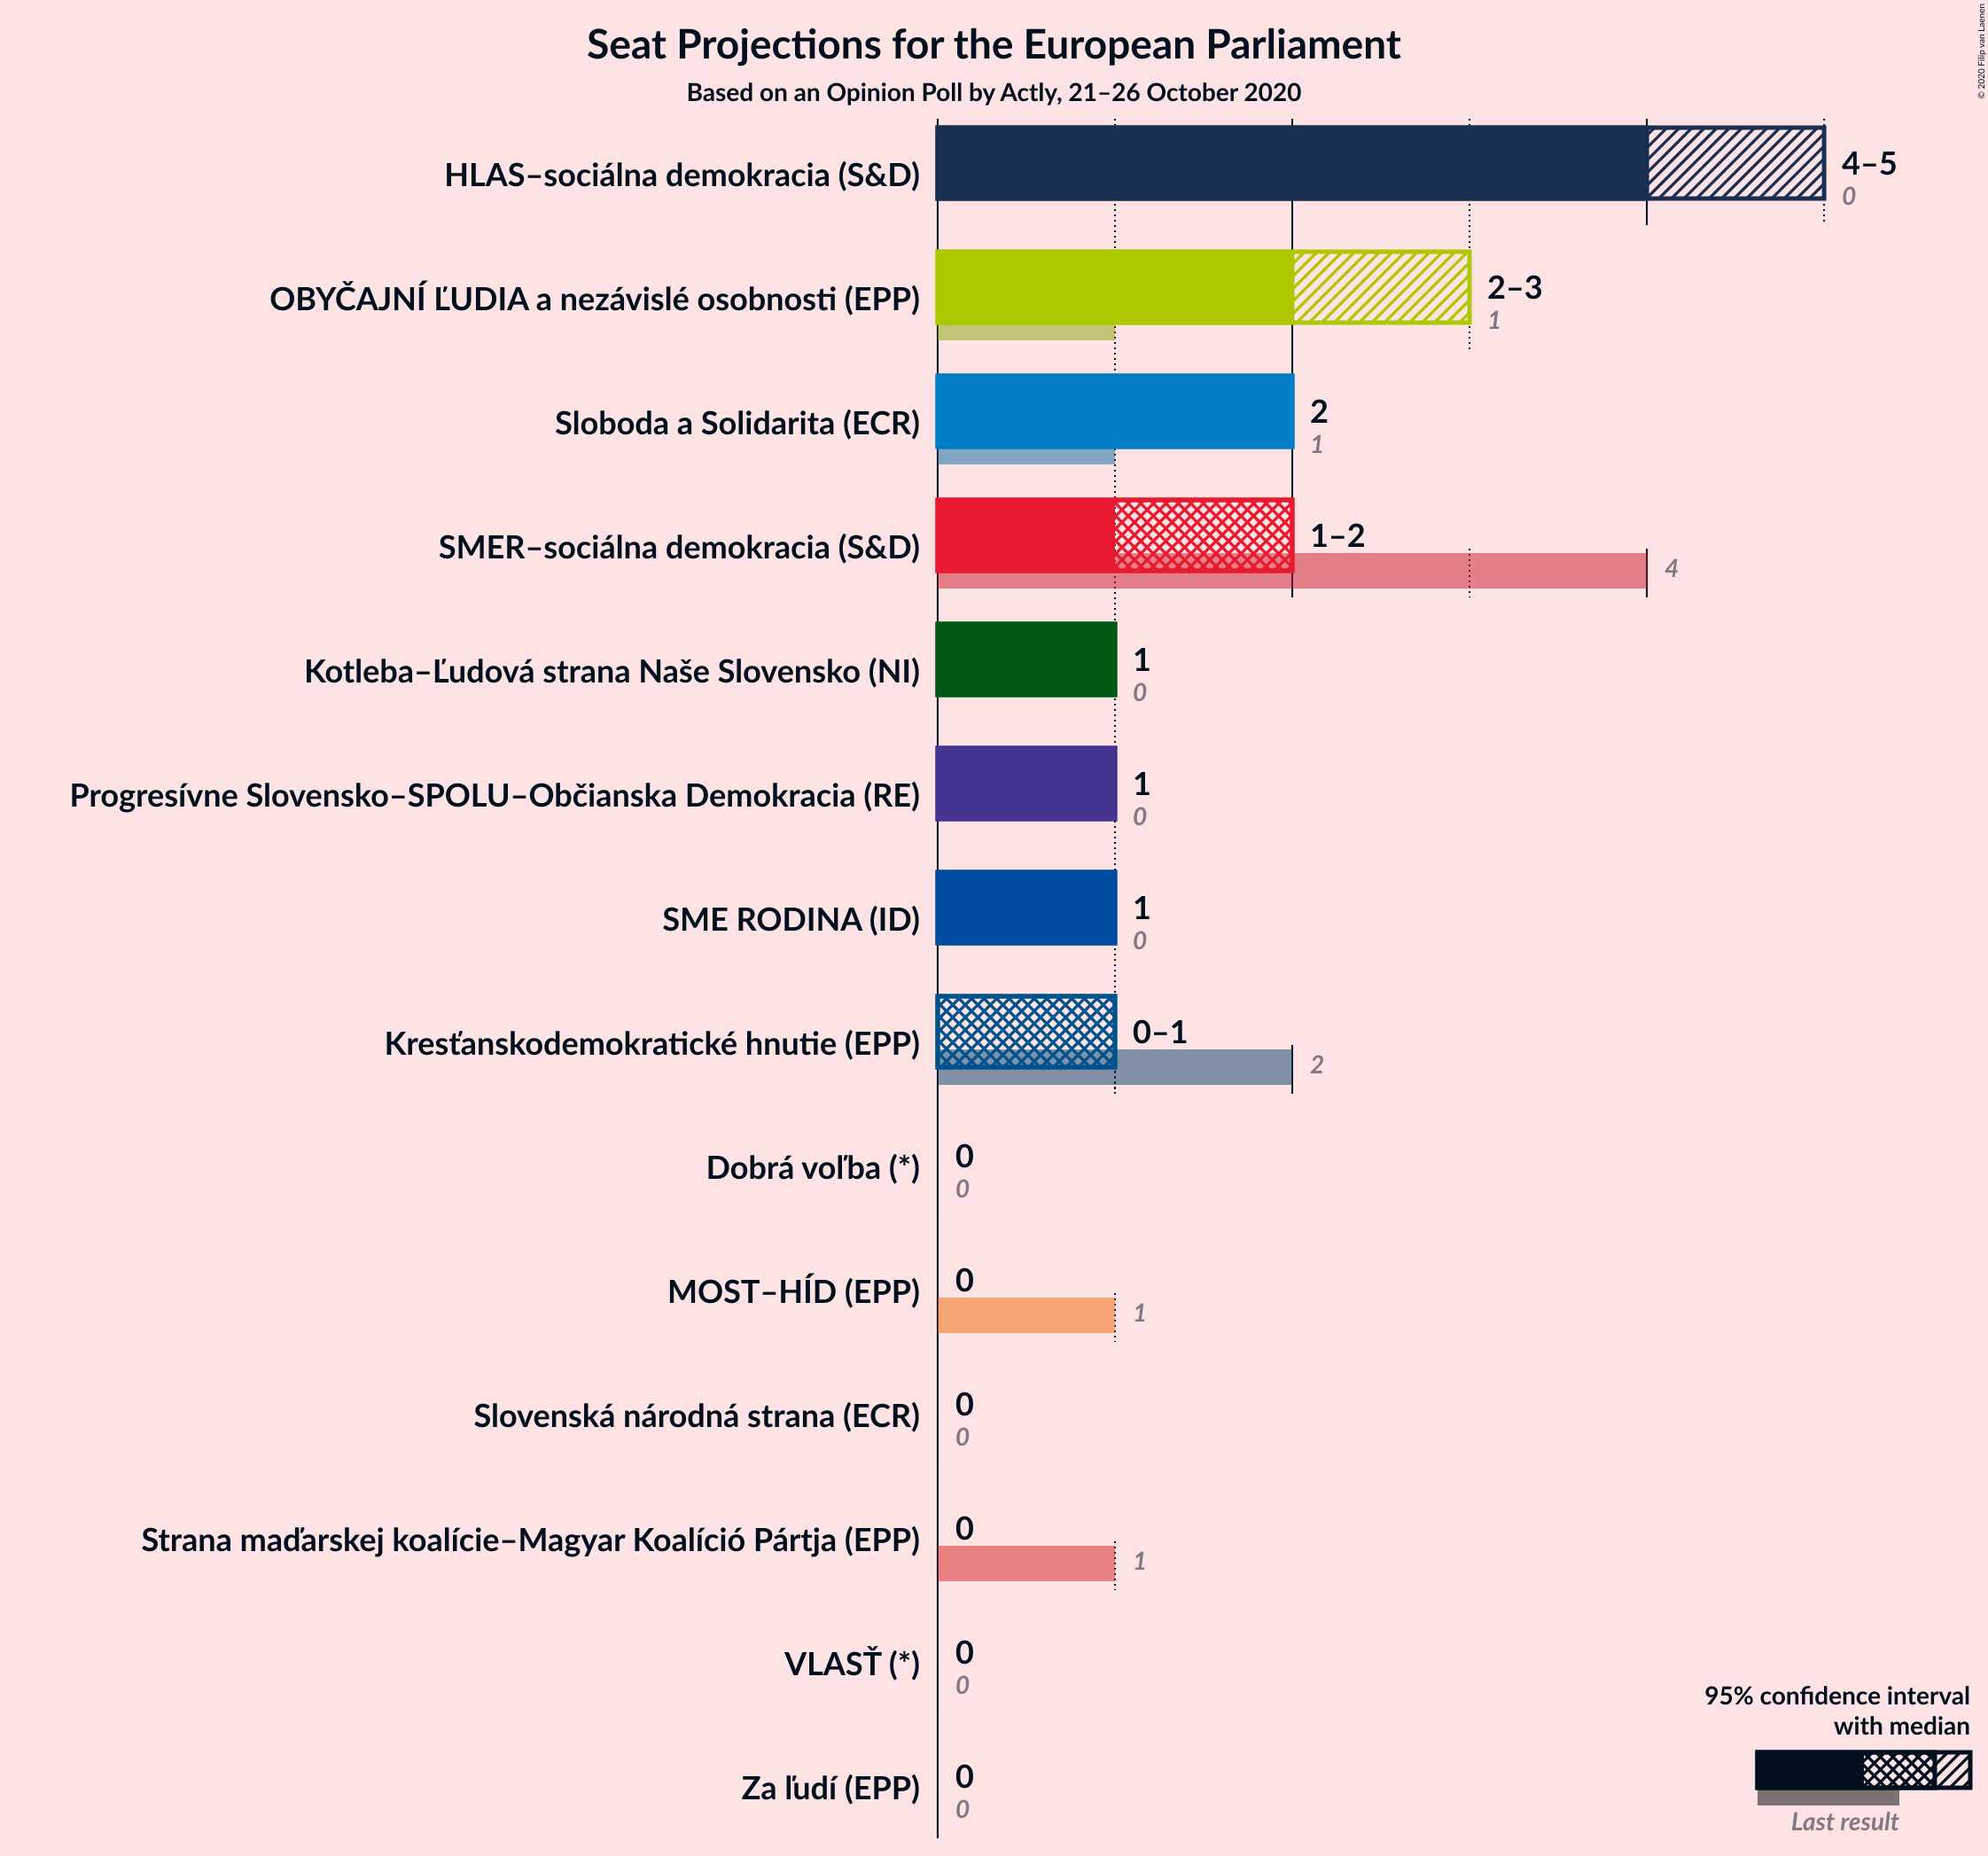 Seat Projections for the European Parliament
Based on an Opinion Poll by Actly, 21–26 October 2020
© 2020 Filip van Laenen
HLAS–sociálna demokracia (S&D)
4–5
0
OBYČAJNÍ ĽUDIA a nezávislé osobnosti (EPP)
2–3
1
Sloboda a Solidarita (ECR)
2
1
SMER–sociálna demokracia (S&D)
1–2
4
Kotleba–Ľudová strana Naše Slovensko (NI)
1
0
Progresívne Slovensko–SPOLU–Občianska Demokracia (RE)
1
0
SME RODINA (ID)
1
0
Kresťanskodemokratické hnutie (EPP)
0–1
2
Dobrá voľba (*)
0
0
MOST–HÍD (EPP)
0
1
Slovenská národná strana (ECR)
0
0
Strana maďarskej koalície–Magyar Koalíció Pártja (EPP)
0
1
VLASŤ (*)
0
0
Za ľudí (EPP)
0
0
95% confidence interval
with median
Last result